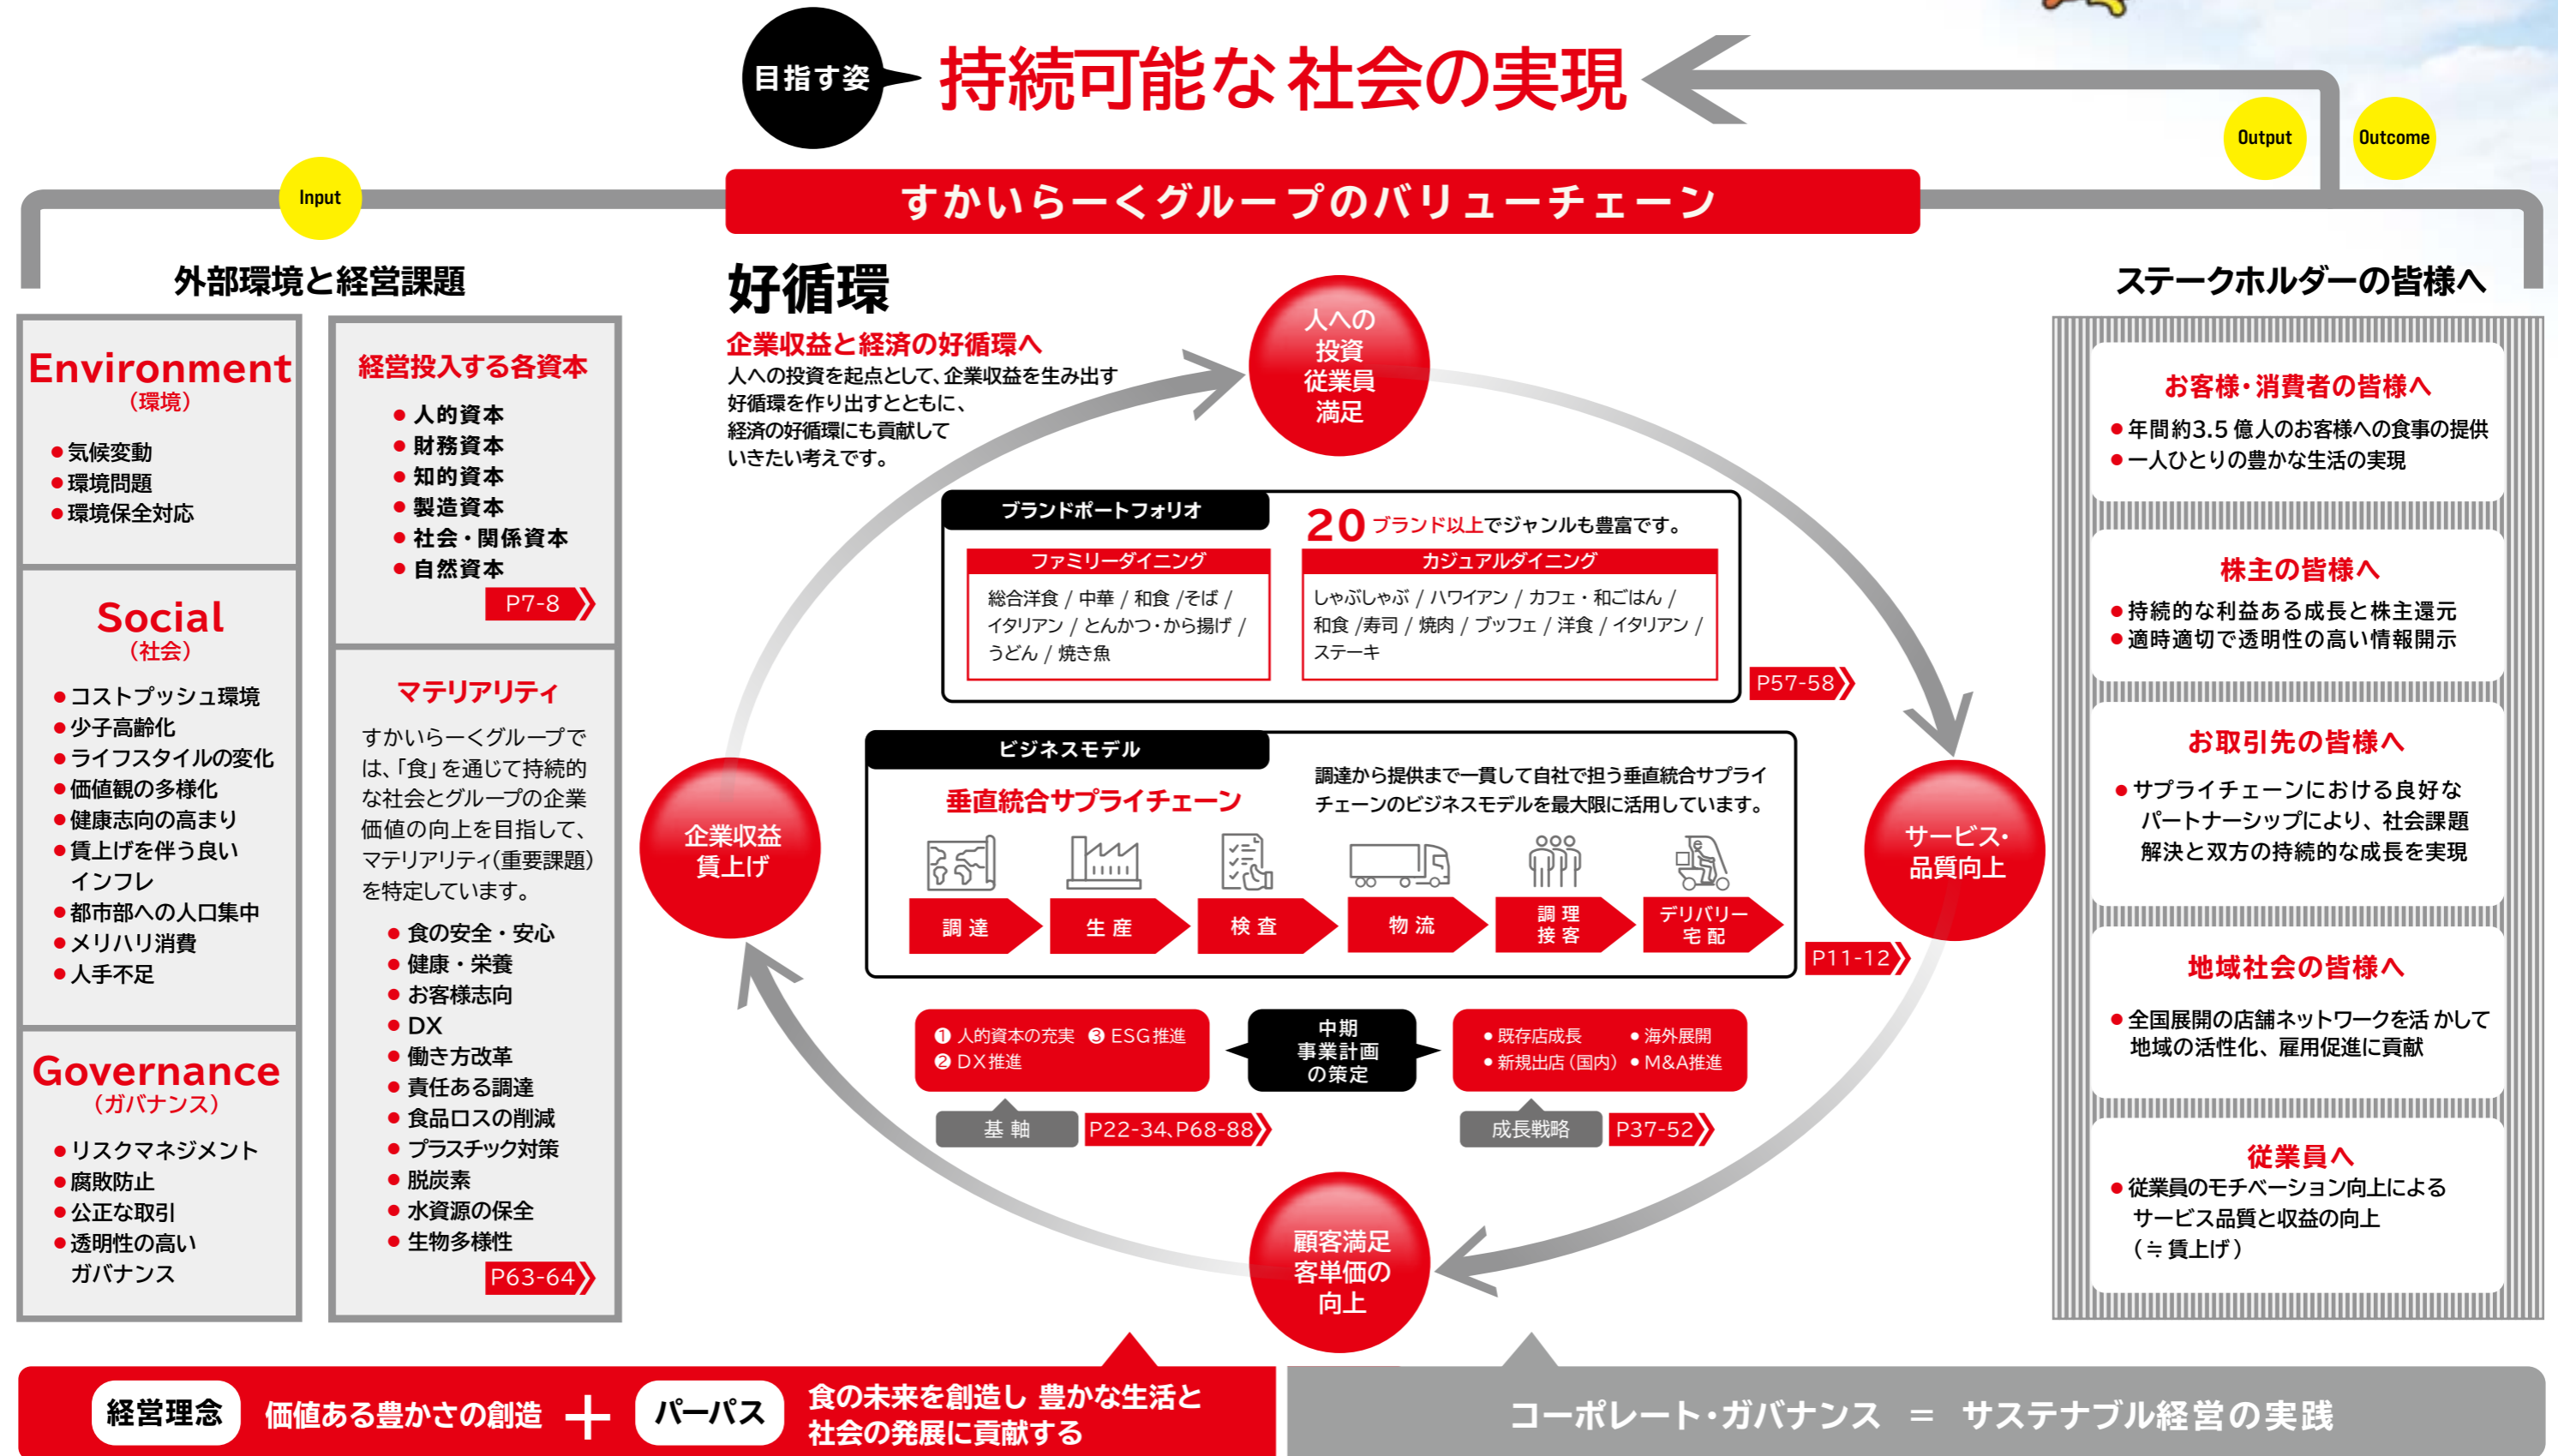 目指す姿
持続可能な社会の実現
Input
Output
Outcome
すかいらーくグループのバリューチェーン
外部環境と経営課題
Environment
（環境）
●気候変動
●環境問題
●環境保全対応
Social
（社会）
●コストプッシュ環境
●少子高齢化
●ライフスタイルの変化
●価値観の多様化
●健康志向の高まり
●賃上げを伴う良い
インフレ
●都市部への人口集中
●メリハリ消費
●人手不足
Governance
（ガバナンス）
●リスクマネジメント
●腐敗防止
●公正な取引
●透明性の高い
ガバナンス
経営投入する各資本
●人的資本
●財務資本
●知的資本
●製造資本
●社会・関係資本
●自然資本
P7-8
マテリアリティ
すかいらーくグループで
は、「食」を通じて持続的
な社会とグループの企業
価値の向上を目指して、
マテリアリティ(重要課題)
を特定しています。
●食の安全・安心
●健康・栄養
●お客様志向
●DX
●働き方改革
●責任ある調達
●食品ロスの削減
●プラスチック対策
●脱炭素
●水資源の保全
●生物多様性
P63-64
好循環
企業収益と経済の好循環へ
人への投資を起点として、企業収益を生み出す
好循環を作り出すとともに、
経済の好循環にも貢献して
いきたい考えです。
人への
投資
従業員
満足
サービス・
品質向上
顧客満足
客単価の
向上
企業収益
賃上げ
ブランドポートフォリオ
20ブランド以上でジャンルも豊富です。
ファミリーダイニング
総合洋食 / 中華 / 和食 /そば /
イタリアン / とんかつ・から揚げ /
うどん / 焼き魚
カジュアルダイニング
しゃぶしゃぶ / ハワイアン / カフェ・和ごはん /
和食 /寿司 / 焼肉 / ブッフェ / 洋食 / イタリアン /
ステーキ
P57-58
ビジネスモデル
垂直統合サプライチェーン
調達から提供まで一貫して自社で担う垂直統合サプライ
チェーンのビジネスモデルを最大限に活用しています。
調達
生産
検査
物流
調理
接客
デリバリー
宅配
P11-12
❶ 人的資本の充実 ❸ ESG推進
❷ DX推進
中期
事業計画
の策定
●既存店成長 ●海外展開
●新規出店（国内） ●M&A推進
基軸
P22-34、P68-88
成長戦略
P37-52
ステークホルダーの皆様へ
お客様・消費者の皆様へ
●年間約3.5億人のお客様への食事の提供
●一人ひとりの豊かな生活の実現
株主の皆様へ
●持続的な利益ある成長と株主還元
●適時適切で透明性の高い情報開示
お取引先の皆様へ
●サプライチェーンにおける良好な
パートナーシップにより、社会課題
解決と双方の持続的な成長を実現
地域社会の皆様へ
●全国展開の店舗ネットワークを活かして
地域の活性化、雇用促進に貢献
従業員へ
●従業員のモチベーション向上による
サービス品質と収益の向上
（≒賃上げ）
経営理念
価値ある豊かさの創造
＋
パーパス
食の未来を創造し 豊かな生活と
社会の発展に貢献する
コーポレート・ガバナンス ＝ サステナブル経営の実践